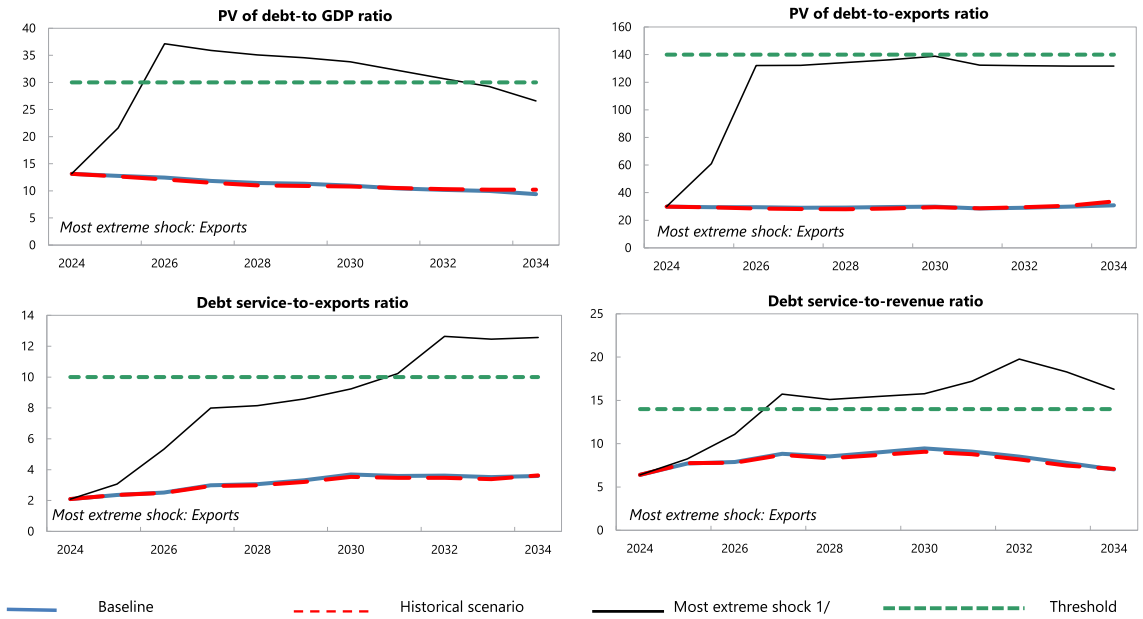 PV of debt-to GDP ratio
40
35
30
25
20
15
10
5
0
Most extreme shock: Exports
2024 2026 2028 2030 2032 2034
PV of debt-to-exports ratio
160
140
120
100
80
60
40
20
0
Most extreme shock: Exports
2024 2026 2028 2030 2032 2034
Debt service-to-exports ratio
14
12
10
8
6
4
2
0
Most extreme shock: Exports
2024 2026 2028 2030 2032 2034
Debt service-to-revenue ratio
25
20
15
10
5
0
Most extreme shock: Exports
2024 2026 2028 2030 2032 2034
Baseline Historical scenario Most extreme shock 1/ Threshold